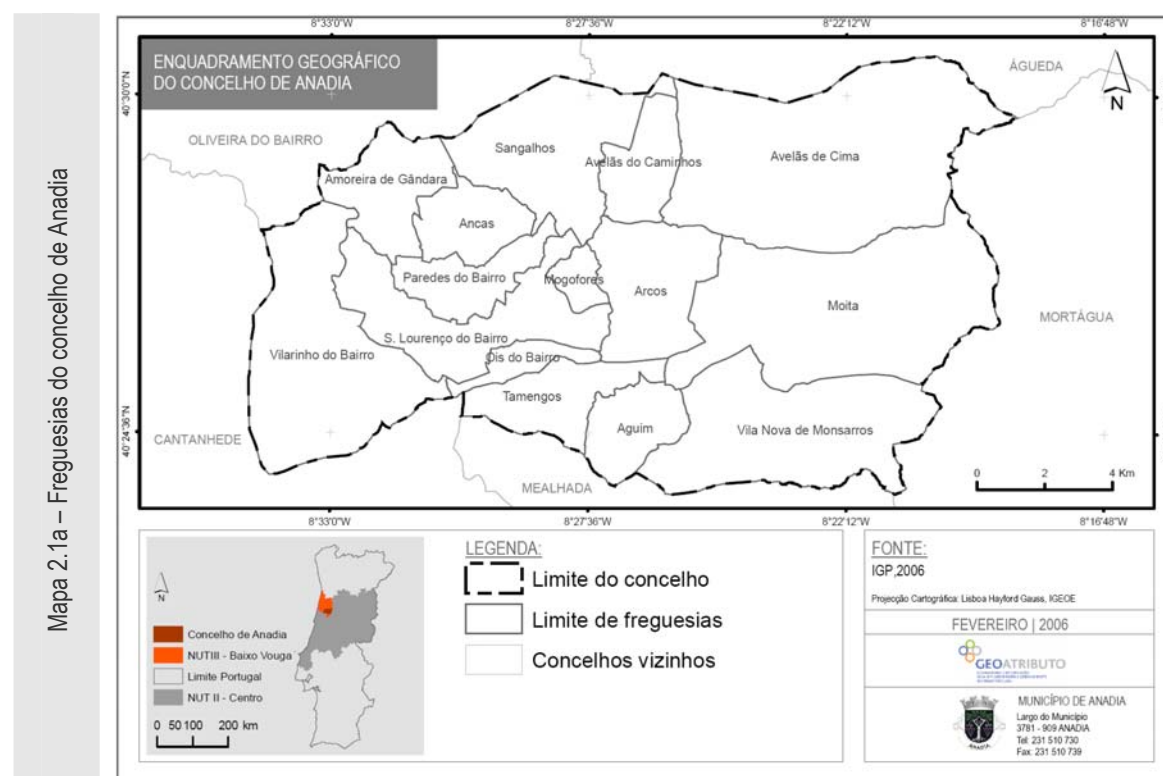 Mapa 2.1a – Freguesias do concelho de Anadia
8°33'0"W
8°27'36"W
8°22'12"W
8°16'48"W
ENQUADRAMENTO GEOGRÁFICO
DO CONCELHO DE ANADIA
40°30'0"N
40°24'36"N
ÁGUEDA
N
OLIVEIRA DO BAIRRO
Sangalhos
Avelãs do Caminhos
Avelãs de Cima
Amoreira de Gândara
Ancas
Paredes do Bairro
Mogofores
Arcos
Moita
MORTÁGUA
S. Lourenço do Bairro
Vilarinho do Bairro
Ois do Bairro
Tamengos
Aguim
Vila Nova de Monsarros
CANTANHEDE
MEALHADA
0 2 4 Km
8°33'0"W
8°27'36"W
8°22'12"W
8°16'48"W
N
Concelho de Anadia
NUTIII - Baixo Vouga
Limite Portugal
NUT II - Centro
0 50 100 200 km
LEGENDA:
Limite do concelho
Limite de freguesias
Concelhos vizinhos
FONTE:
IGP,2006
Projecção Cartográfica: Lisboa Hayford Gauss, IGEOE
FEVEREIRO | 2006
GEOATRIBUTO
MUNICÍPIO DE ANADIA
Largo do Município
3781 - 909 ANADIA
Tel: 231 510 730
Fax: 231 510 739
ANADIA